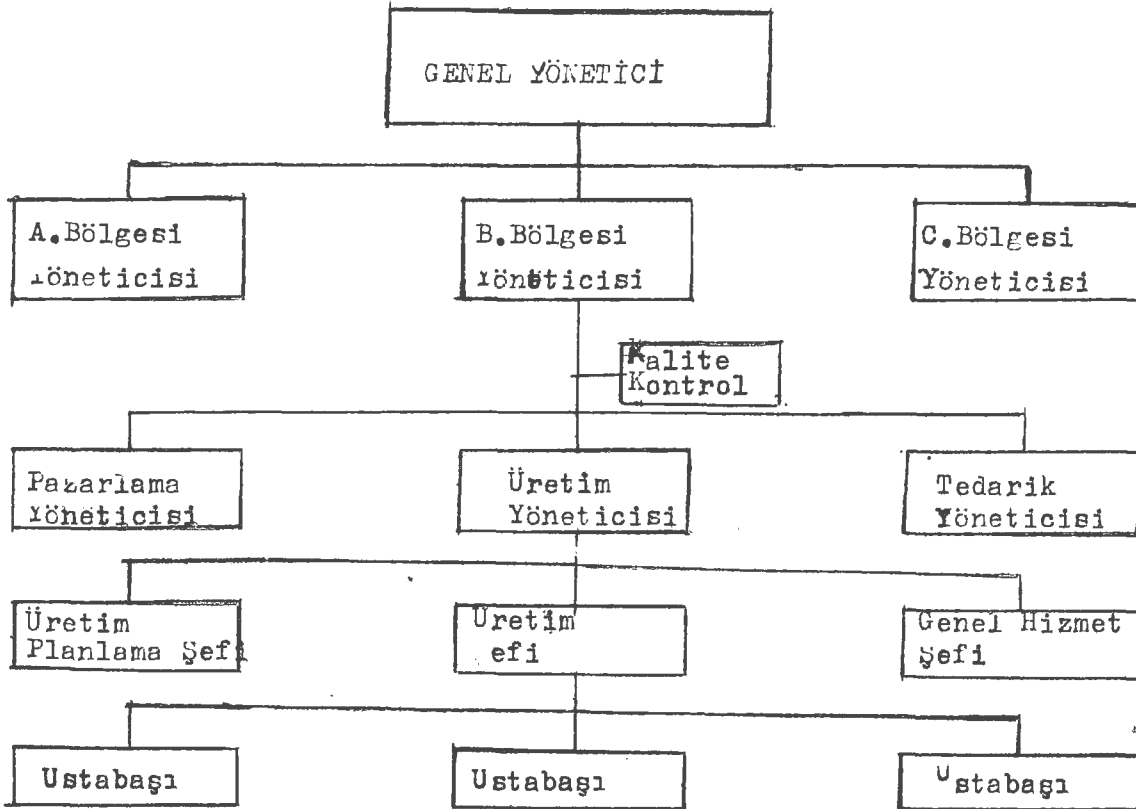 GENEL YÖNETİCİ
A.Bölgesi
Yöneticisi
B.Bölgesi
Yöneticisi
C.Bölgesi
Yöneticisi
Kalite
Kontrol
Pazarlama
Yöneticisi
Üretim
Yöneticisi
Tedarik
Yöneticisi
Üretim
Planlama Şefi
Üretim
efi
Genel Hizmet
Şefi
Ustabaşı
Ustabaşı
Ustabaşı